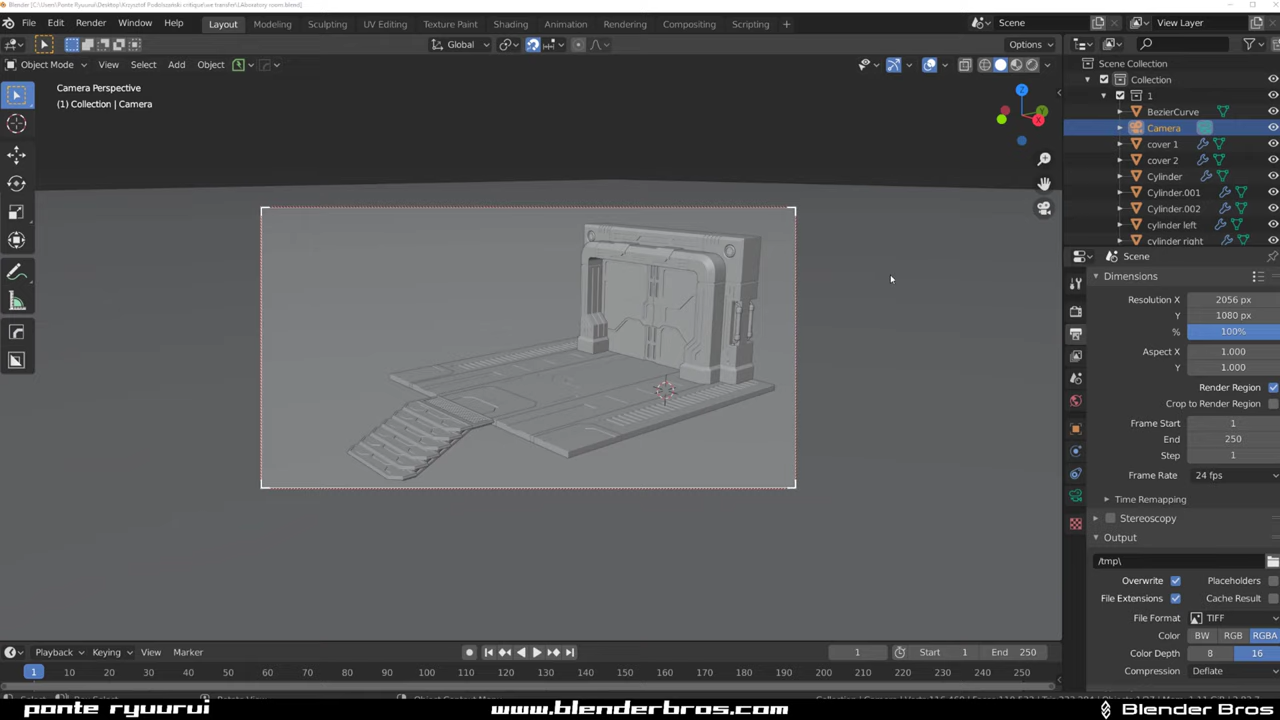 Blender [C:\Users\Ponte Ryuurui\Desktop\Krzysztof
File Edit Render Window Help Layout Modeling Sculpting UV Editing Texture Paint Shading Animation Rendering Compositing Scripting + Scene View Layer
Global Options
Object Mode View Select Add Object
Camera Perspective
(1) Collection | Camera
Z
Y
X
Scene Collection
Collection
1
BezierCurve
Camera
cover 1
cover 2
Cylinder
Cylinder.001
Cylinder.002
cylinder left
cylinder right
Scene
Dimensions
Resolution X 2056 px
Y 1080 px
% 100%
Aspect X 1.000
Y 1.000
Render Region
Crop to Render Region
Frame Start 1
End 250
Step 1
Frame Rate 24 fps
Time Remapping
Stereoscopy
Output
/tmp\
Overwrite Placeholders
File Extensions Cache Result
File Format TIFF
Color BW RGB RGBA
Color Depth 8 16
Compression Deflate
Playback Keying View Marker 1 Start 1 End 250
1 10 20 30 40 50 60 70 80 90 100 110 120 130 140 150 160 170 180 190 200 210 220 230 240 250
ponte ryuurui www.blenderbros.com Blender Bros